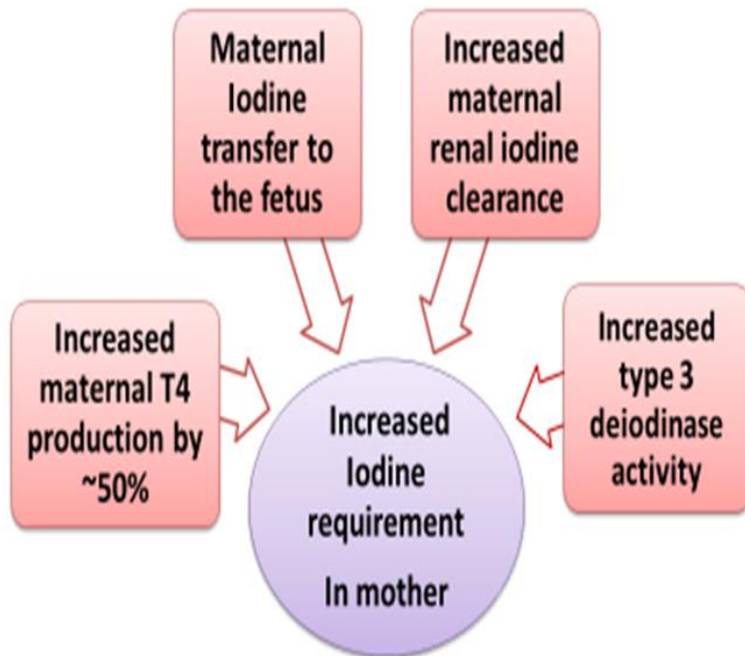 Maternal
Iodine
transfer to
the fetus
Increased
maternal
renal iodine
clearance
Increased
maternal T4
production by
~50%
Increased
type 3
deiodinase
activity
Increased
Iodine
requirement
In mother